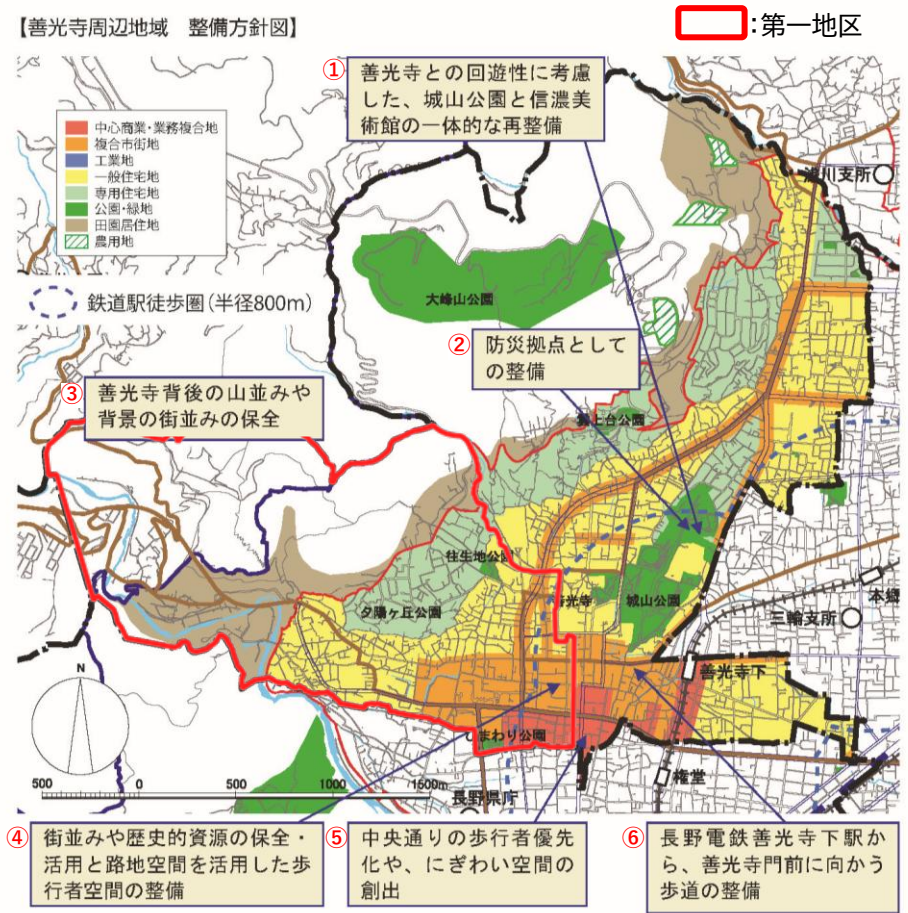 【善光寺周辺地域 整備方針図】
:第一地区
①
善光寺との回遊性に考慮
した、城山公園と信濃美
術館の一体的な再整備
中心商業・業務複合地
複合市街地
工業地
一般住宅地
専用住宅地
公園・緑地
田園居住地
農用地
鉄道駅徒歩圏(半径800m)
川支所
大峰山公園
②
防災拠点として
の整備
③
善光寺背後の山並みや
背景の街並みの保全
上台公園
往生地公園
夕陽ヶ丘公園
善光寺
城山公園
本郷
三輪支所
善光寺下
ひまわり公園
権堂
長野県庁
N
500
0
500
1000
1500m
④
街並みや歴史的資源の保全・
活用と路地空間を活用した歩
行者空間の整備
⑤
中央通りの歩行者優先
化や、にぎわい空間の
創出
⑥
長野電鉄善光寺下駅か
ら、善光寺門前に向かう
歩道の整備